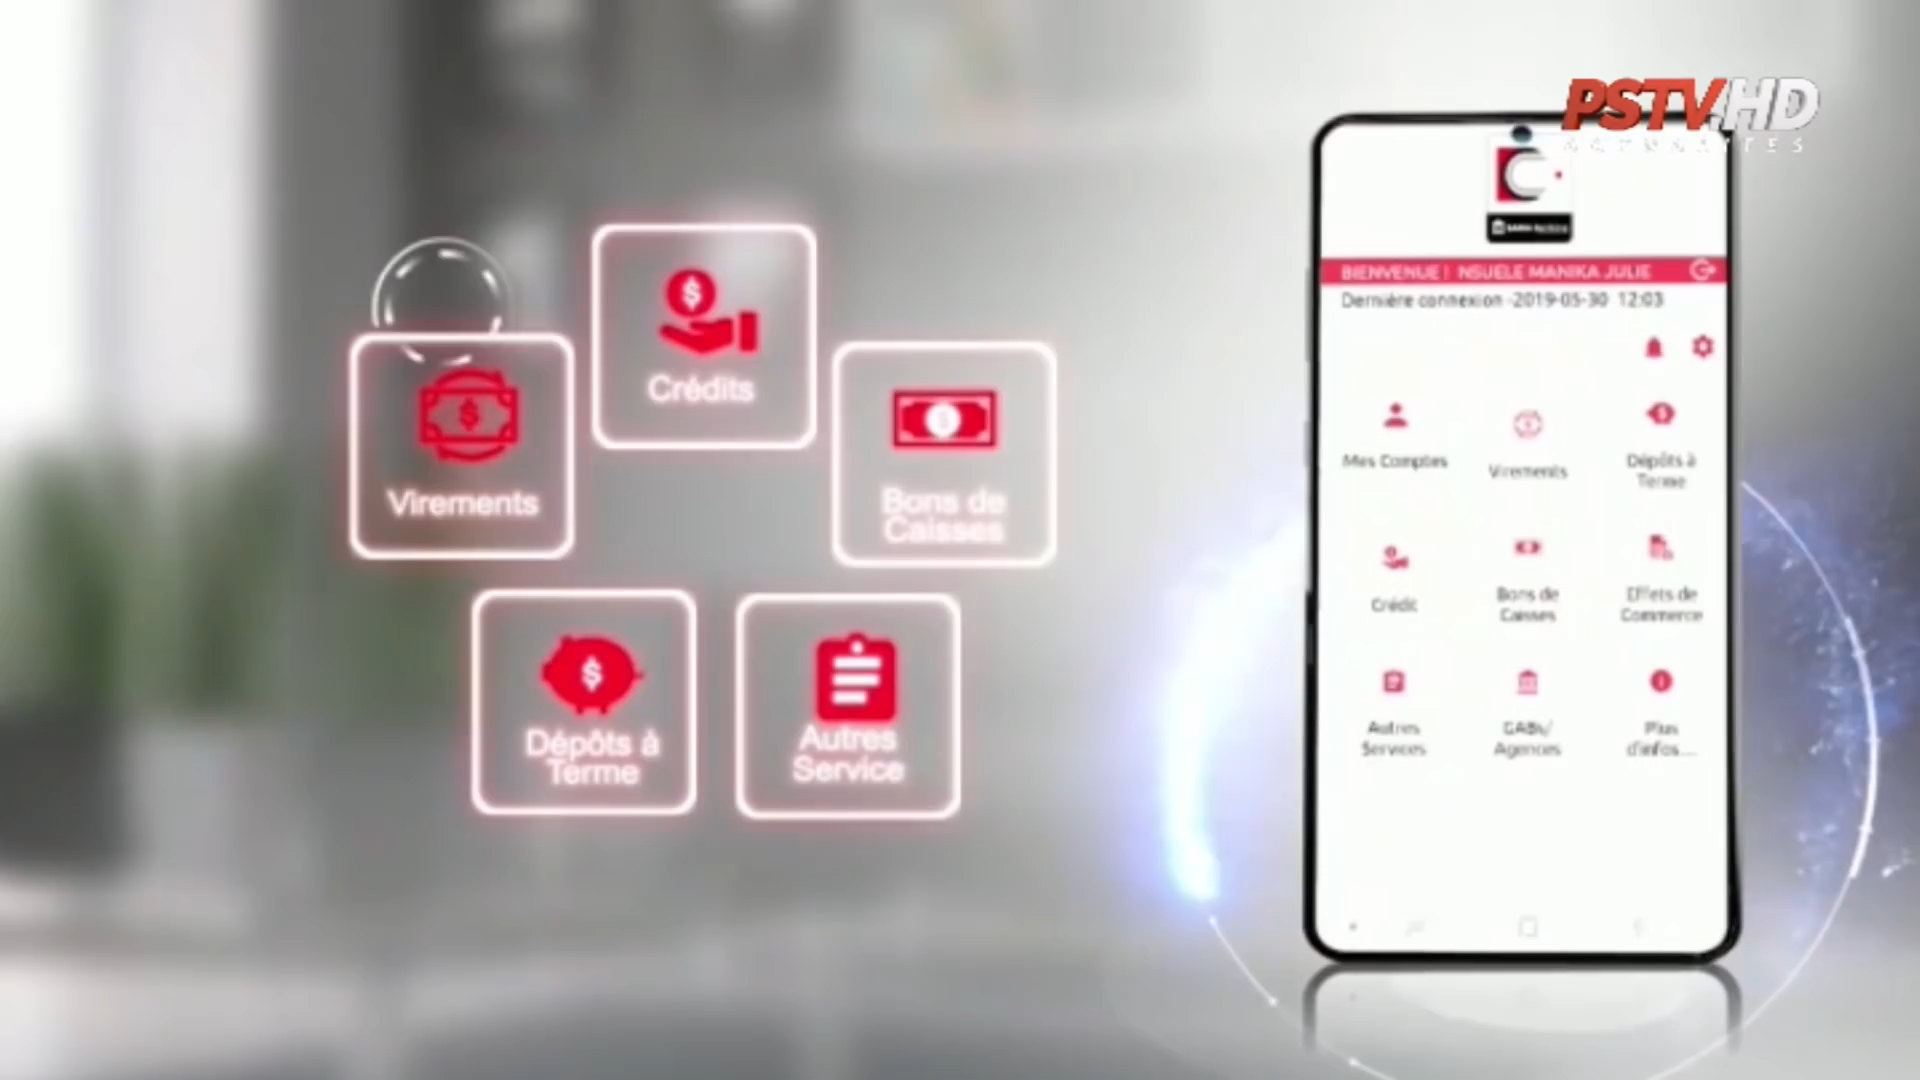 PSTV.HD
Crédits
Virements
Bons de
Caisses
Dépôts à
Terme
Autres
Service
BIENVENUE ! NSUELE MANIKA JULIE
Dernière connexion -2019-05-30 12:03
Mes Comptes
Virements
Dépôts à
Terme
Crédit
Bons de
Caisses
Effets de
Commerce
Autres
Services
GABs/
Agences
Plus
d'infos...